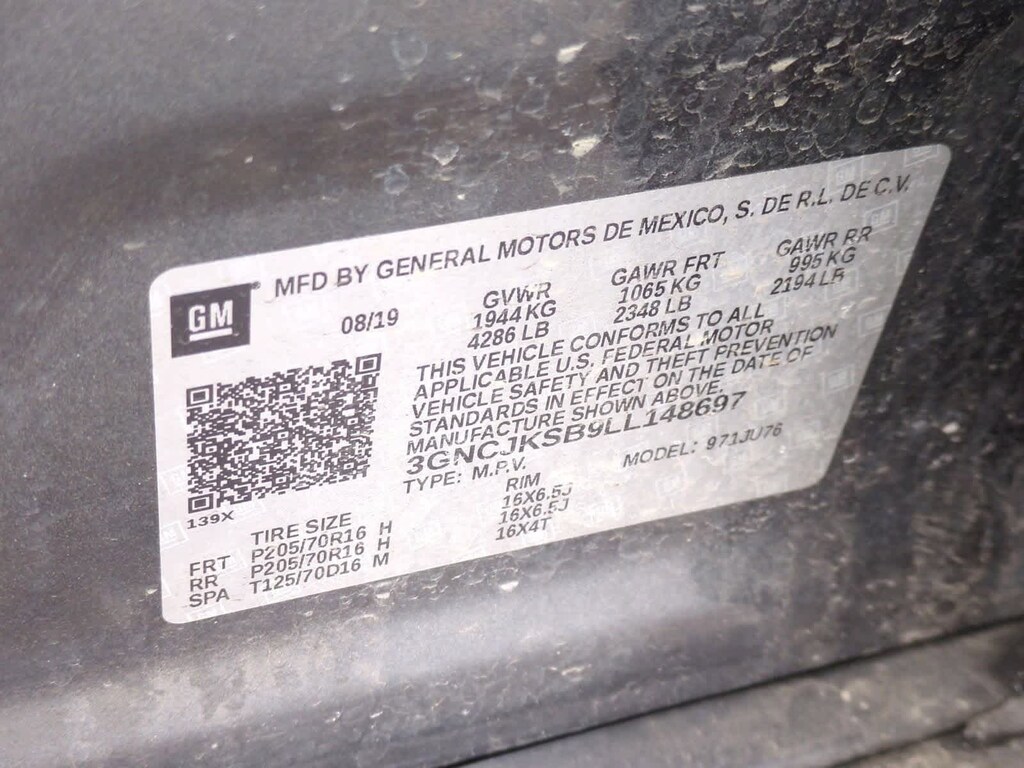 MFD BY GENERAL MOTORS DE MEXICO, S. DE R.L. DE C.V.
GM
08/19
GVWR GAWR FRT GAWR RR
1944 KG 1065 KG 995 KG
4286 LB 2348 LB 2194 LB
THIS VEHICLE CONFORMS TO ALL
APPLICABLE U.S. FEDERAL MOTOR
VEHICLE SAFETY AND THEFT PREVENTION
STANDARDS IN EFFECT ON THE DATE OF
MANUFACTURE SHOWN ABOVE.
3GNCJKSB9LL148697
TYPE: M.P.V. MODEL: 971JU76
139X
TIRE SIZE RIM
FRT P205/70R16 H 16X6.5J
RR P205/70R16 H 16X6.5J
SPA T125/70D16 M 16X4T